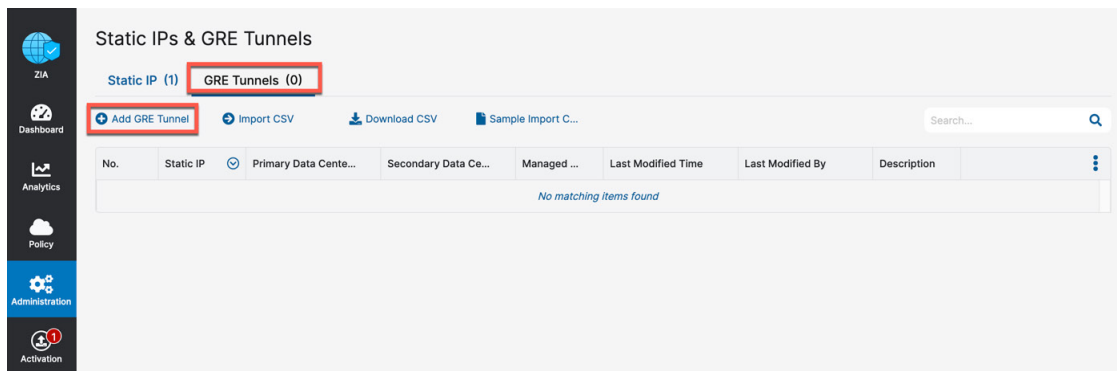 Static IPs & GRE Tunnels
ZIA
Static IP (1) GRE Tunnels (0)
Dashboard
Add GRE Tunnel Import CSV Download CSV Sample Import C... Search...
Analytics
No. Static IP Primary Data Cente... Secondary Data Ce... Managed ... Last Modified Time Last Modified By Description
No matching items found
Policy
Administration
1
Activation